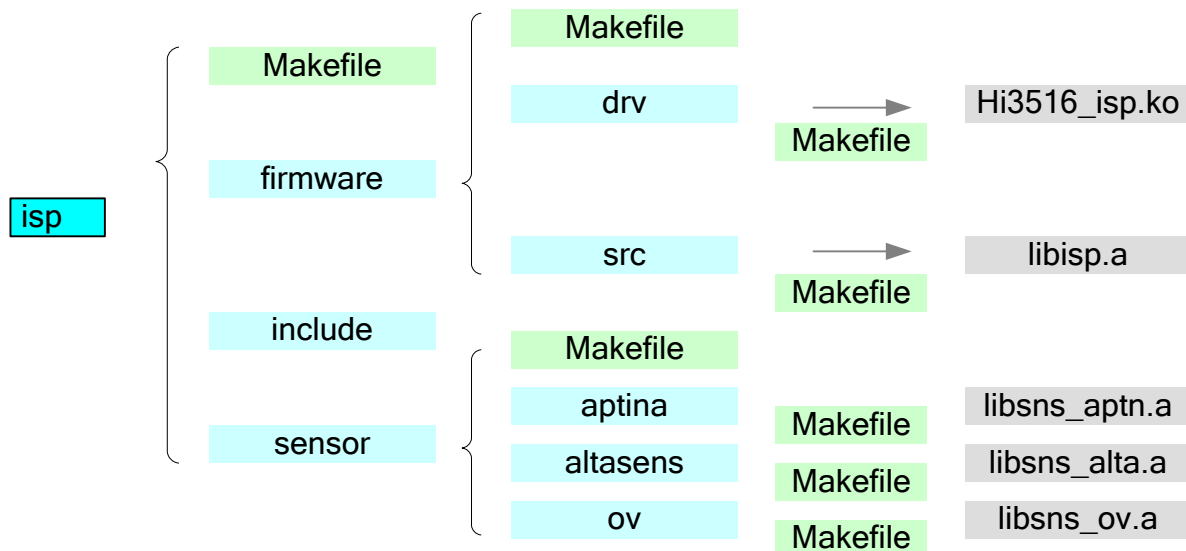 Makefile
Makefile
drv
Hi3516_isp.ko
Makefile
firmware
isp
src
libisp.a
Makefile
include
Makefile
aptina
libsns_aptn.a
Makefile
sensor
altasens
libsns_alta.a
Makefile
ov
libsns_ov.a
Makefile